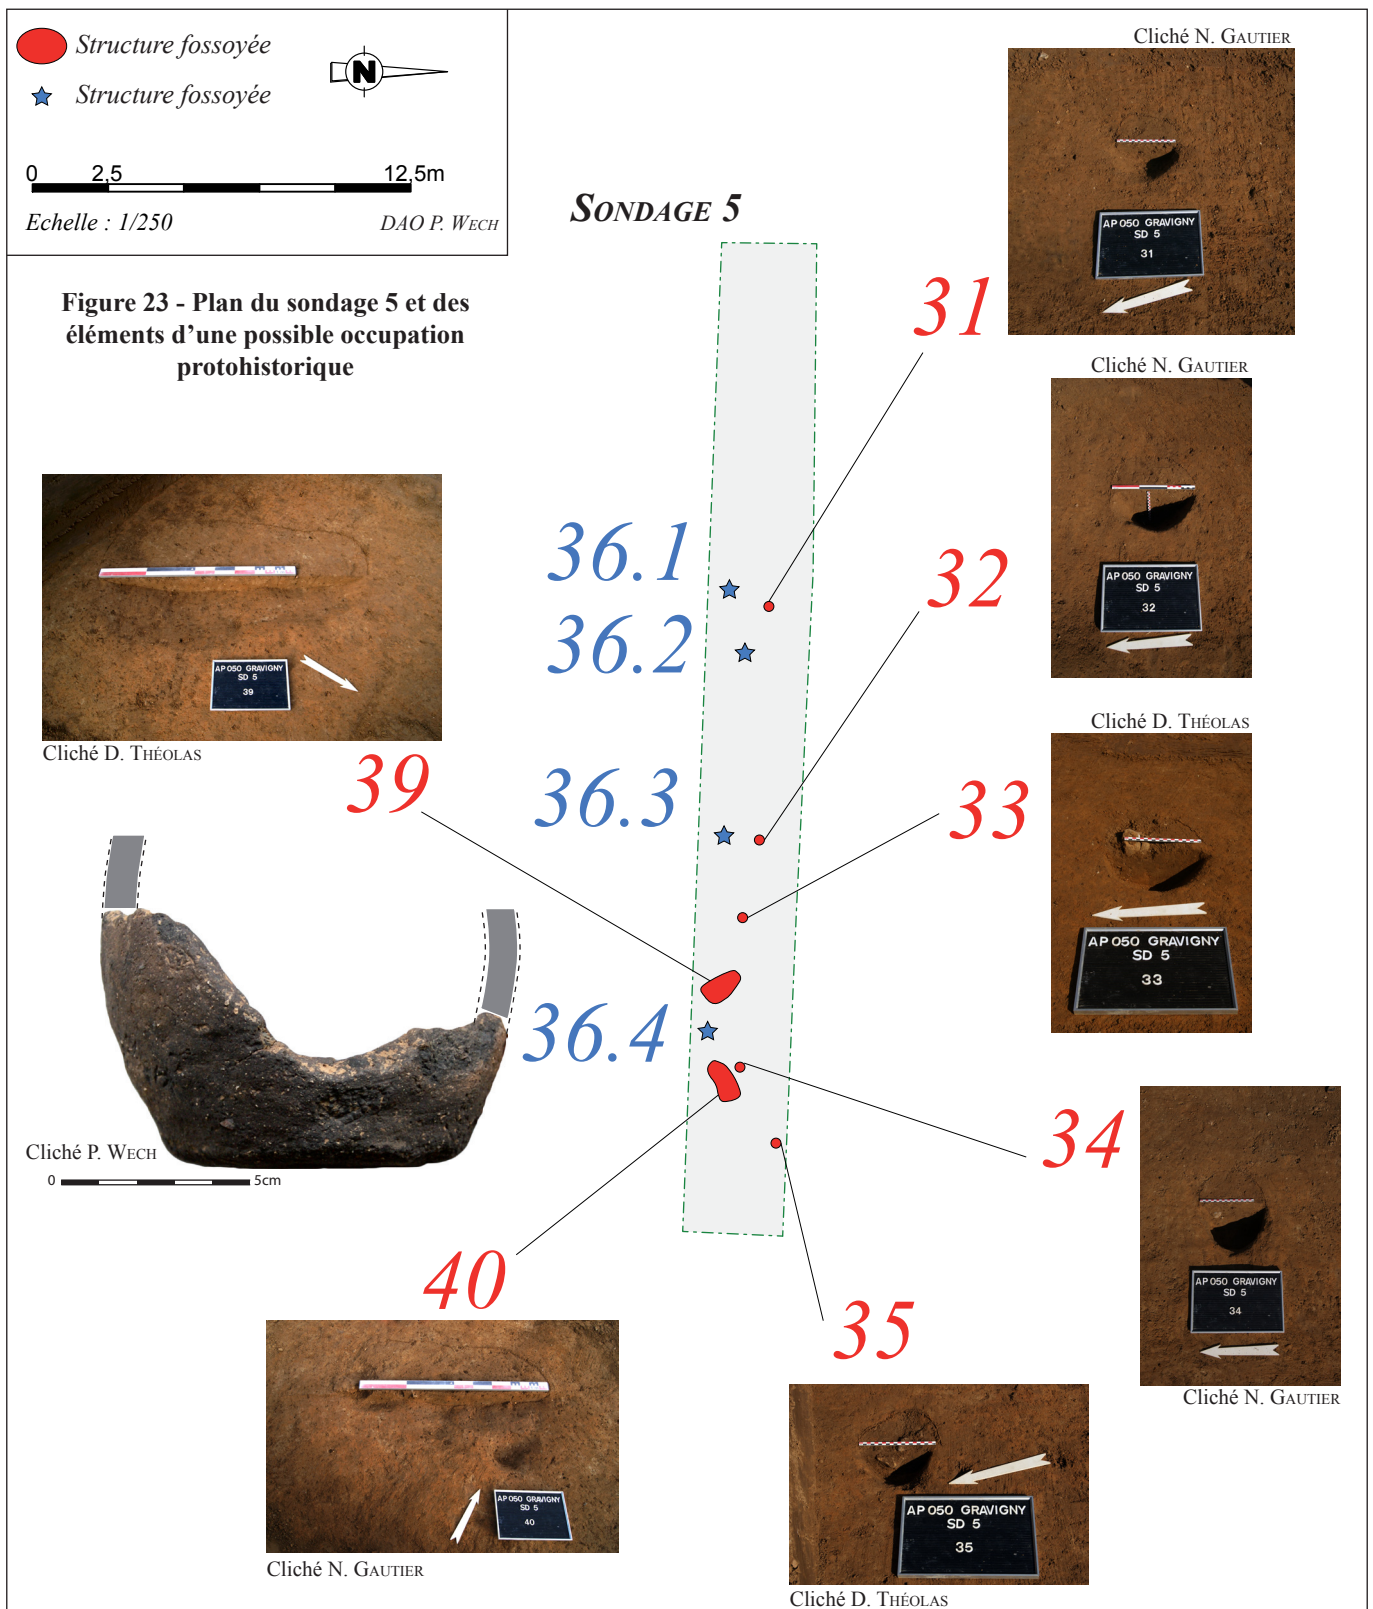 Structure fossoyée
N
Structure fossoyée
0 2,5 12,5m
Echelle : 1/250 DAO P. WECH
Figure 23 - Plan du sondage 5 et des
éléments d’une possible occupation
protohistorique
SONDAGE 5
Cliché N. GAUTIER
AP 050 GRAVIGNY
SD 5
31
31
Cliché N. GAUTIER
AP 050 GRAVIGNY
SD 5
32
32
Cliché D. THÉOLAS
AP 050 GRAVIGNY
SD 5
33
33
36.1
36.2
36.3
36.4
AP 050 GRAVIGNY
SD 5
39
Cliché D. THÉOLAS
39
Cliché P. WECH
0 5cm
34
AP 050 GRAVIGNY
SD 5
34
Cliché N. GAUTIER
40
AP 050 GRAVIGNY
SD 5
40
Cliché N. GAUTIER
35
AP 050 GRAVIGNY
SD 5
35
Cliché D. THÉOLAS